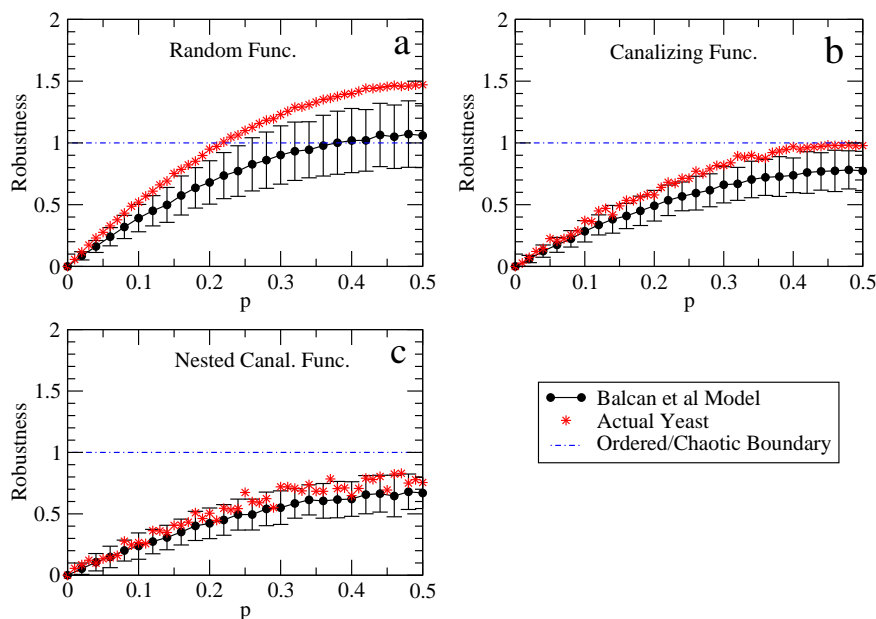 a
Random Func.
Robustness
2
1.5
1
0.5
0
0 0.1 0.2 0.3 0.4 0.5
p
b
Canalizing Func.
Robustness
2
1.5
1
0.5
0
0 0.1 0.2 0.3 0.4 0.5
p
c
Nested Canal. Func.
Robustness
2
1.5
1
0.5
0
0 0.1 0.2 0.3 0.4 0.5
p
Balcan et al Model
Actual Yeast
Ordered/Chaotic Boundary